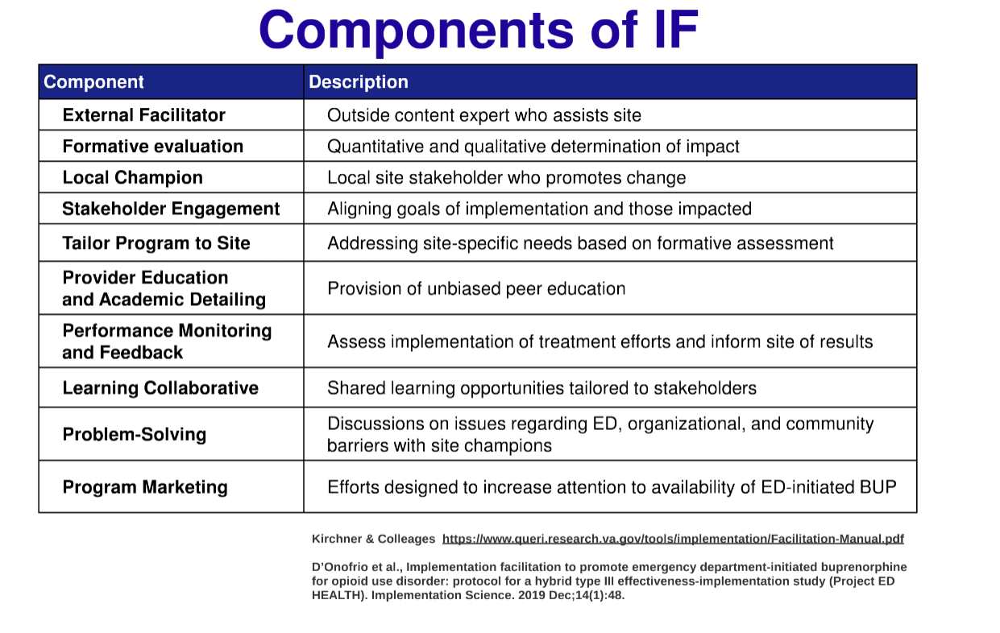 Components of IF
Component Description
External Facilitator Outside content expert who assists site
Formative evaluation Quantitative and qualitative determination of impact
Local Champion Local site stakeholder who promotes change
Stakeholder Engagement Aligning goals of implementation and those impacted
Tailor Program to Site Addressing site-specific needs based on formative assessment
Provider Education
and Academic Detailing
Provision of unbiased peer education
Performance Monitoring
and Feedback
Assess implementation of treatment efforts and inform site of results
Learning Collaborative Shared learning opportunities tailored to stakeholders
Problem-Solving
Discussions on issues regarding ED, organizational, and community
barriers with site champions
Program Marketing Efforts designed to increase attention to availability of ED-initiated BUP
Kirchner & Colleages https://www.queri.research.va.gov/tools/implementation/Facilitation-Manual.pdf
D’Onofrio et al., Implementation facilitation to promote emergency department-initiated buprenorphine
for opioid use disorder: protocol for a hybrid type III effectiveness-implementation study (Project ED
HEALTH). Implementation Science. 2019 Dec;14(1):48.